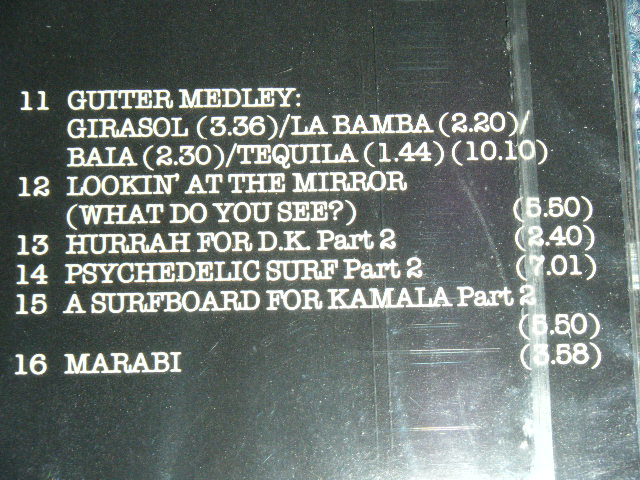 11 GUITER MEDLEY:
GIRASOL (3.36)/LA BAMBA (2.20)/
BAIA (2.30)/TEQUILA (1.44) (10.10)
12 LOOKIN' AT THE MIRROR
(WHAT DO YOU SEE?) (5.50)
13 HURRAH FOR D.K. Part 2 (2.40)
14 PSYCHEDELIC SURF Part 2 (7.01)
15 A SURFBOARD FOR KAMALA Part 2
(5.50)
16 MARABI (3.58)